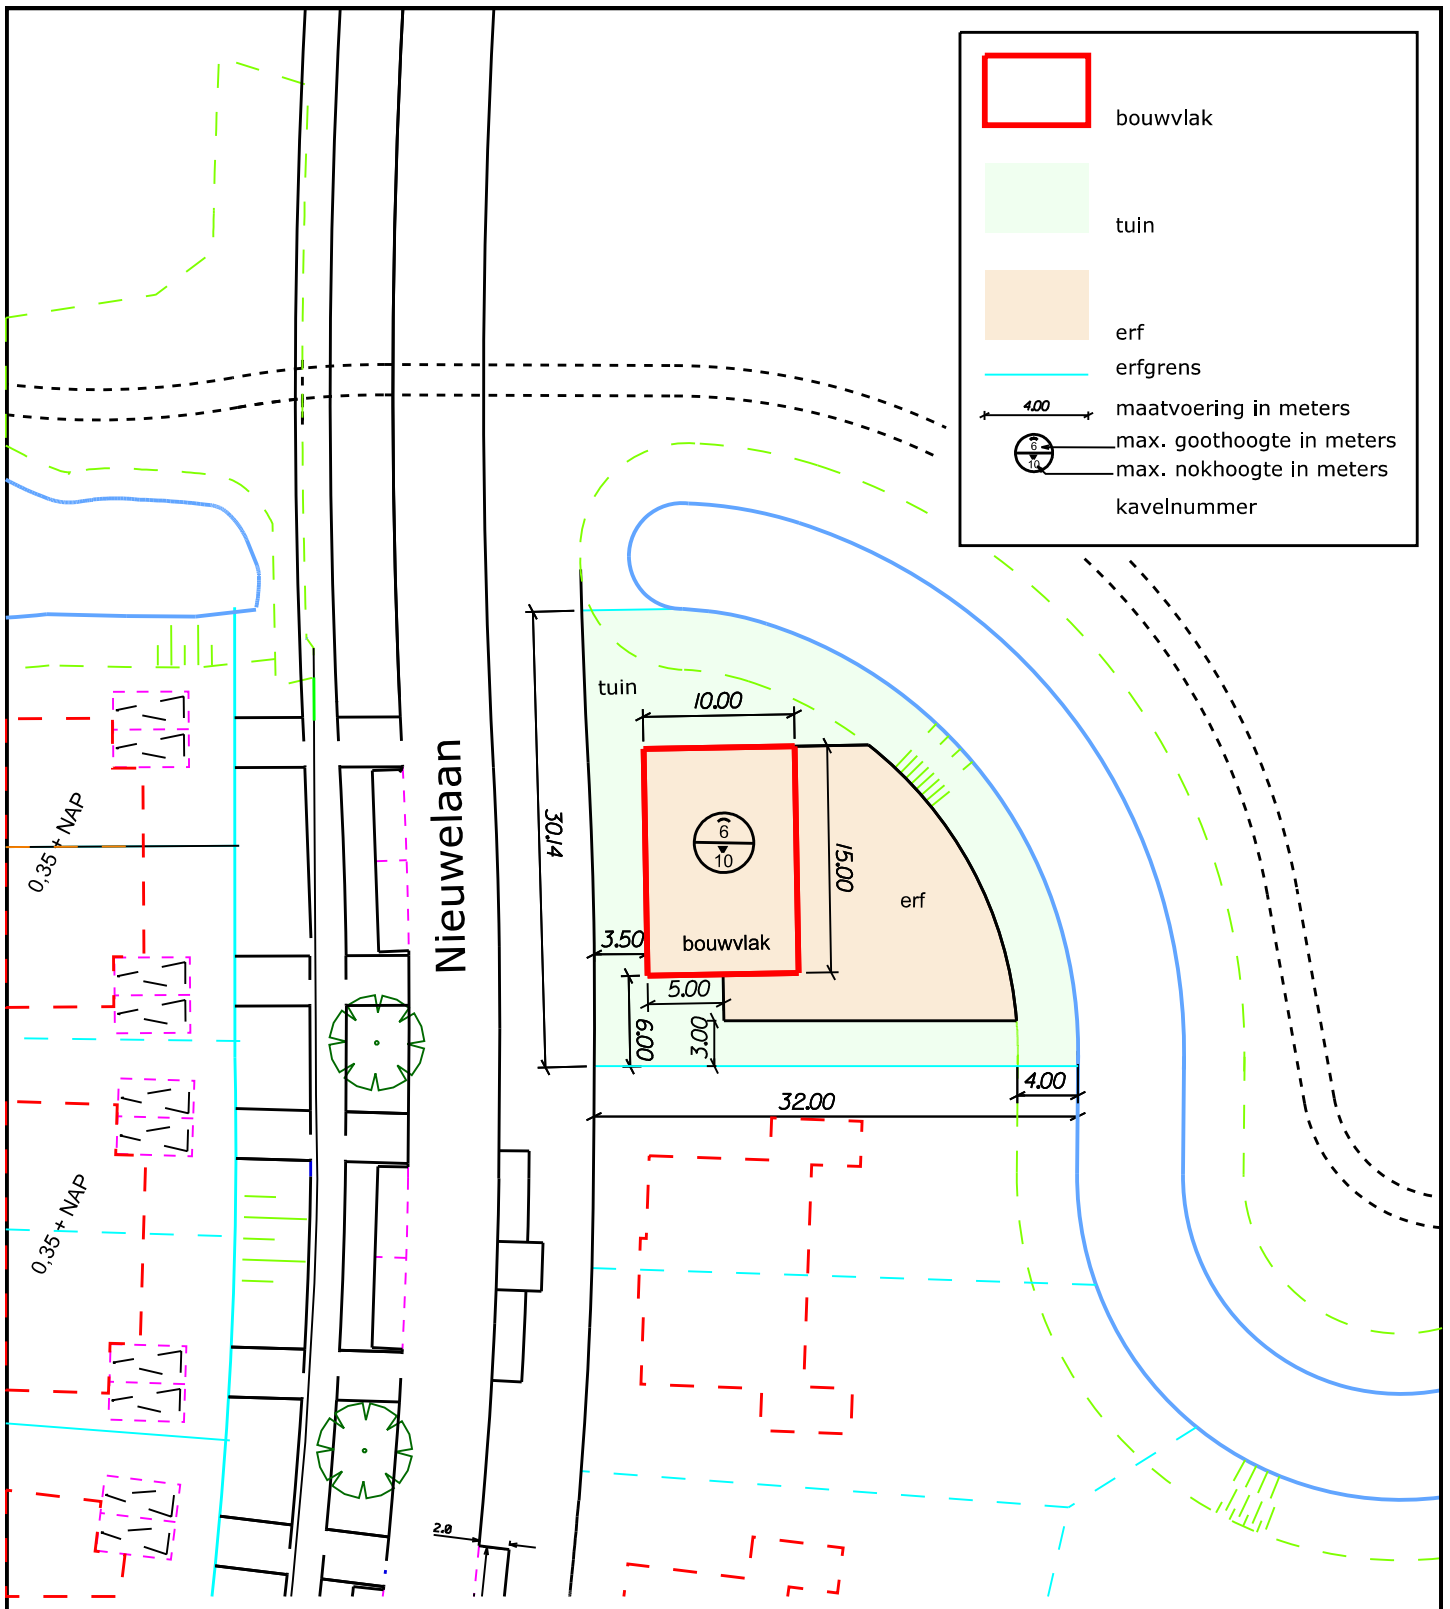 bouwvlak
tuin
erf
erfgrens
4.00
maatvoering in meters
6
max. goothoogte in meters
10
max. nokhoogte in meters
kavelnummer
tuin
10.00
Nieuwelaan
30.14
6
10
15.00
erf
bouwvlak
3.50
5.00
6.00
3.00
4.00
32.00
0,35 + NAP
0,35 + NAP
2.0